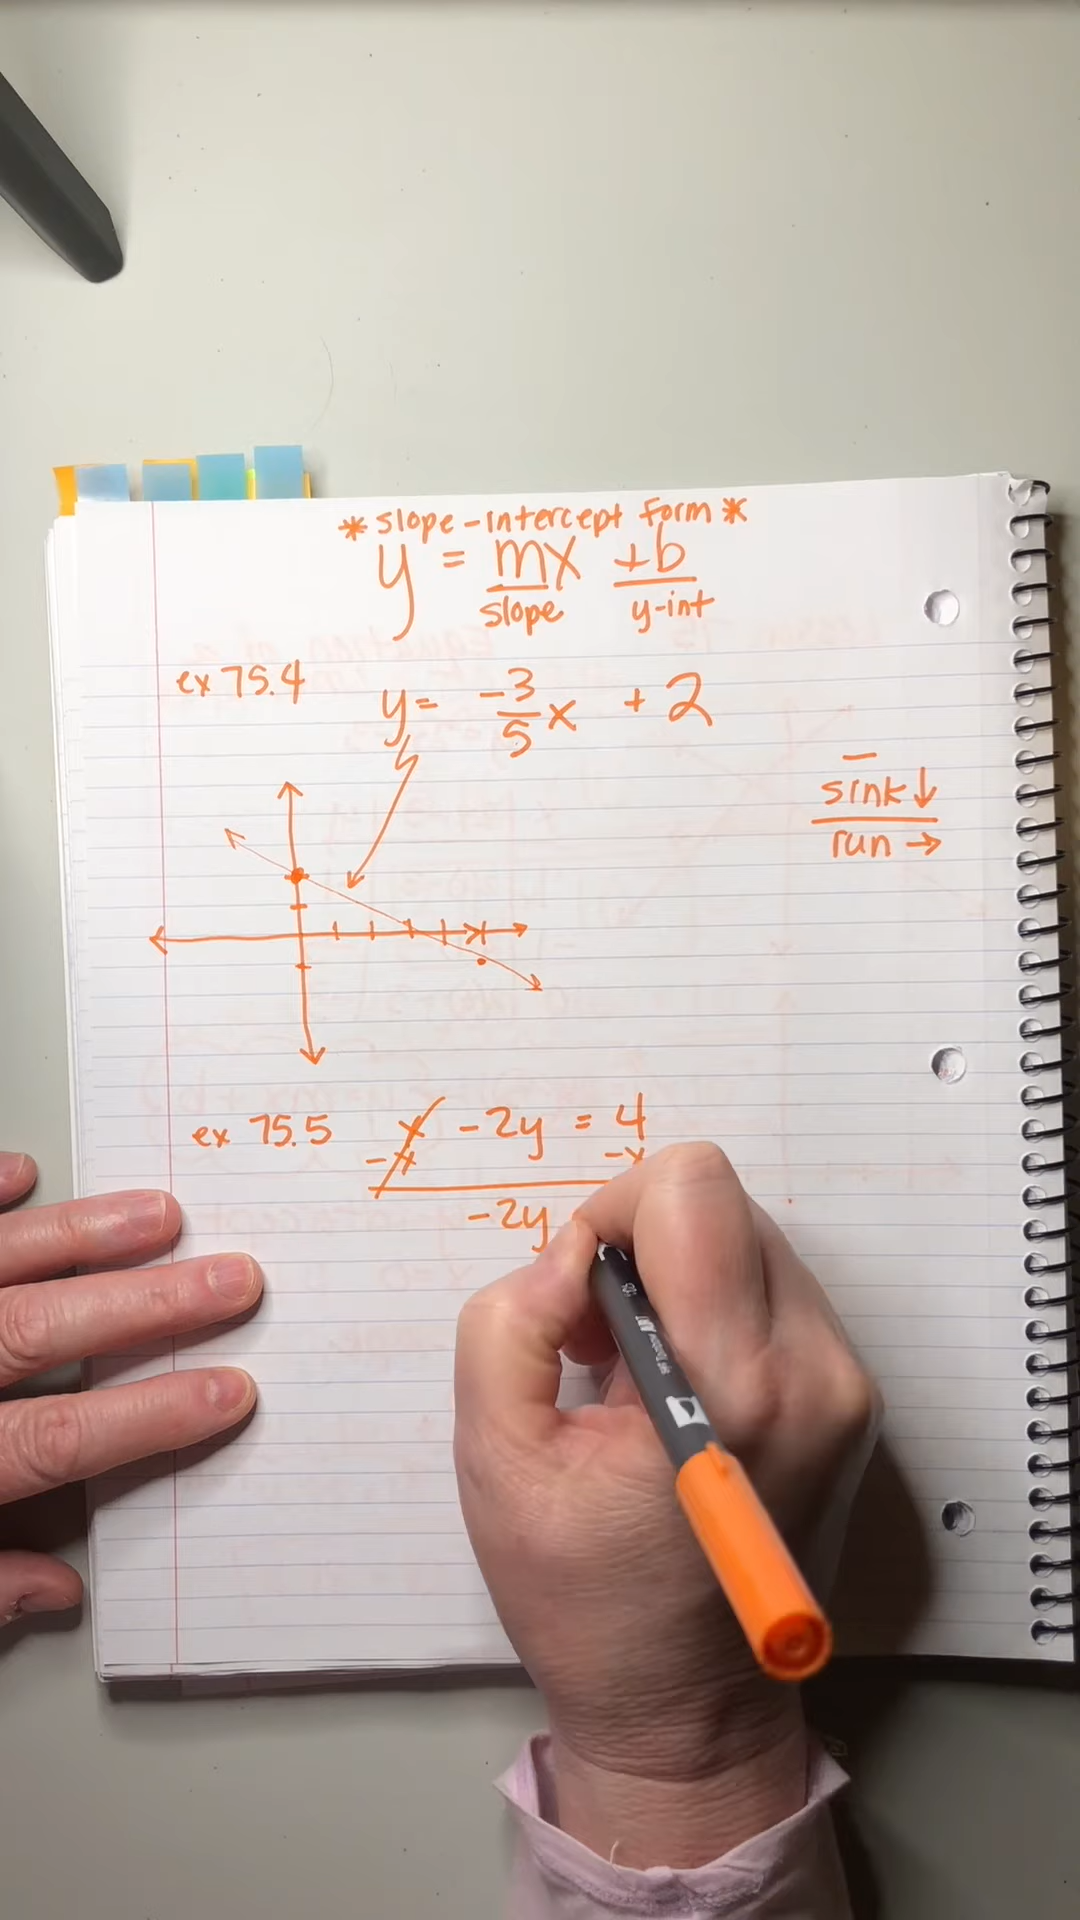 *slope-intercept form*
y = mx +b
slope y-int
ex 75.4 y= -3/5 x + 2
–
sink↓
run →
ex 75.5 x -2y = 4
-x -x
-2y